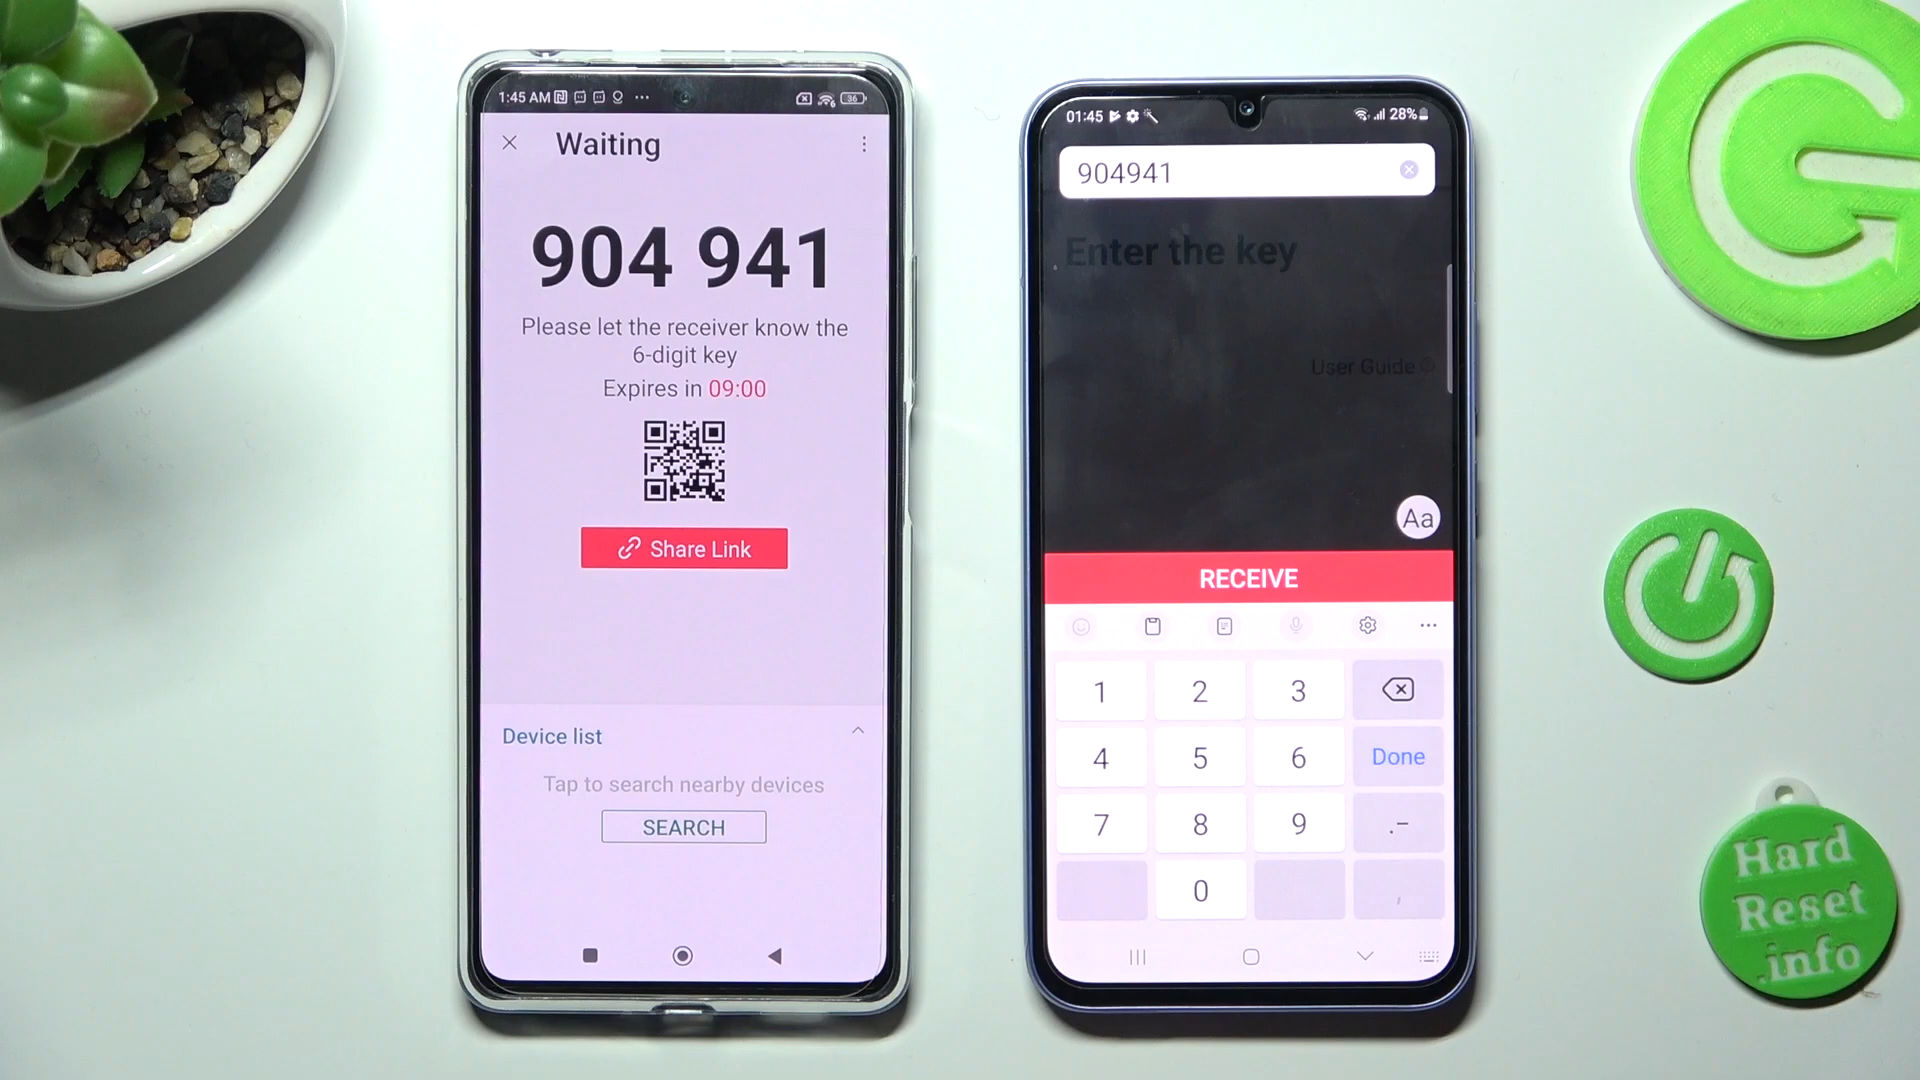 1:45 AM
36
Waiting
904 941
Please let the receiver know the
6-digit key
Expires in 09:00
Share Link
Device list
Tap to search nearby devices
SEARCH
01:45
28%
904941
Enter the key
User Guide
Aa
RECEIVE
1 2 3
4 5 6 Done
7 8 9 .-
0 ,
Hard
Reset
.info